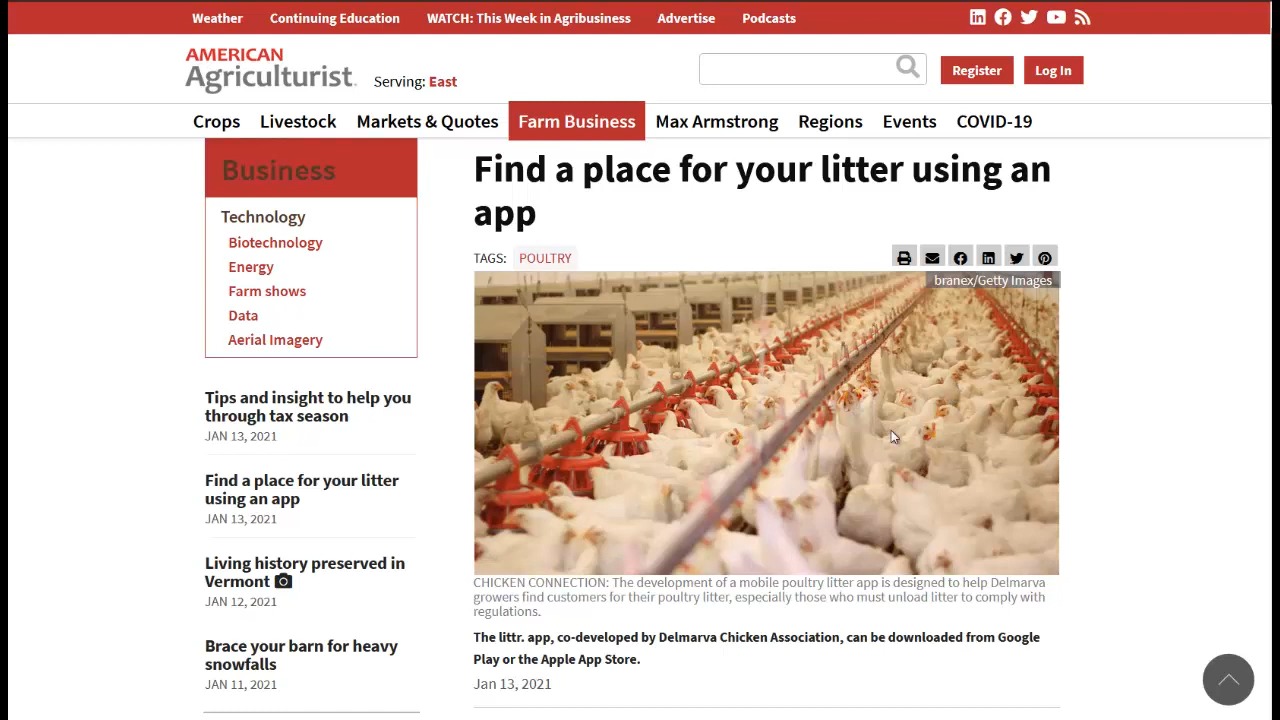 Weather Continuing Education WATCH: This Week in Agribusiness Advertise Podcasts
AMERICAN
Agriculturist.
Serving: East
Register Log In
Crops Livestock Markets & Quotes Farm Business Max Armstrong Regions Events COVID-19
Business
Technology
Biotechnology
Energy
Farm shows
Data
Aerial Imagery
Tips and insight to help you
through tax season
JAN 13, 2021
Find a place for your litter
using an app
JAN 13, 2021
Living history preserved in
Vermont
JAN 12, 2021
Brace your barn for heavy
snowfalls
JAN 11, 2021
Find a place for your litter using an
app
TAGS: POULTRY
branex/Getty Images
CHICKEN CONNECTION: The development of a mobile poultry litter app is designed to help Delmarva
growers find customers for their poultry litter, especially those who must unload litter to comply with
regulations.
The littr. app, co-developed by Delmarva Chicken Association, can be downloaded from Google
Play or the Apple App Store.
Jan 13, 2021